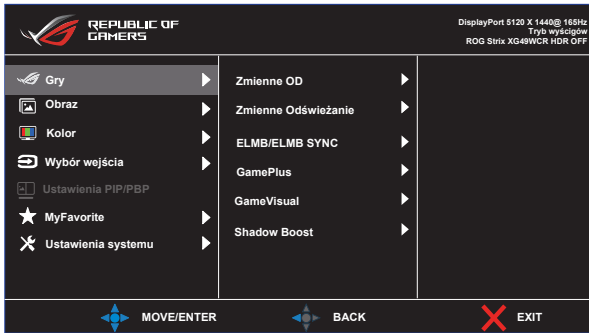 REPUBLIC OF
GAMERS
DisplayPort 5120 X 1440@ 165Hz
Tryb wyścigów
ROG Strix XG49WCR HDR OFF
Gry
Obraz
Kolor
Wybór wejścia
Ustawienia PIP/PBP
MyFavorite
Ustawienia systemu
Zmienne OD
Zmienne Odświeżanie
ELMB/ELMB SYNC
GamePlus
GameVisual
Shadow Boost
MOVE/ENTER
BACK
EXIT